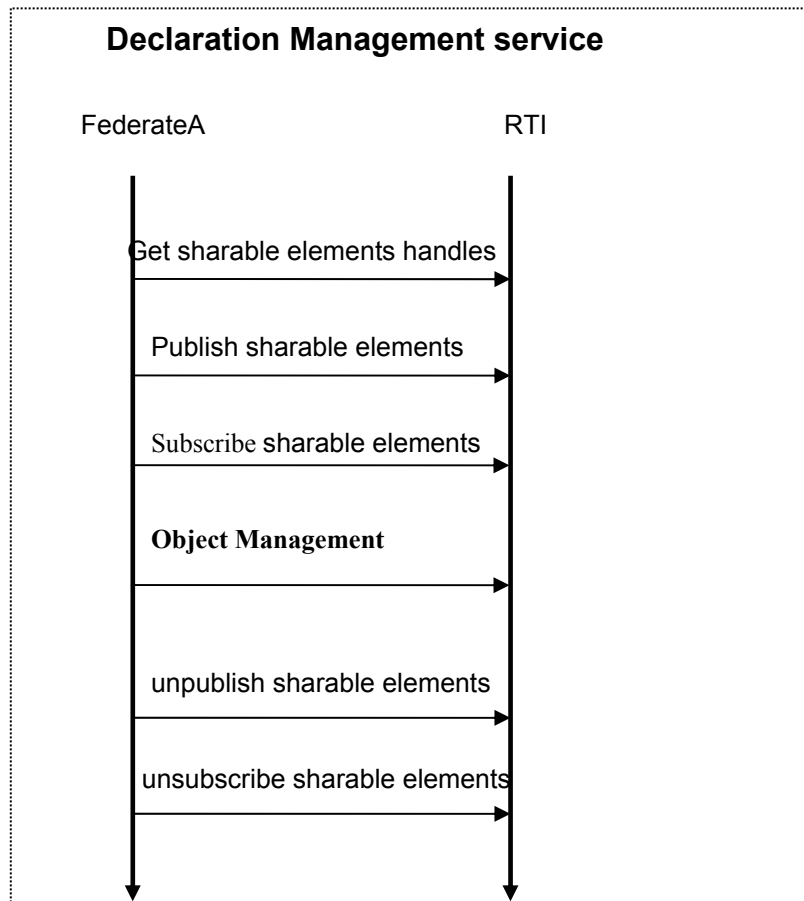 Declaration Management service
FederateA RTI
Get sharable elements handles
Publish sharable elements
Subscribe sharable elements
Object Management
unpublish sharable elements
unsubscribe sharable elements